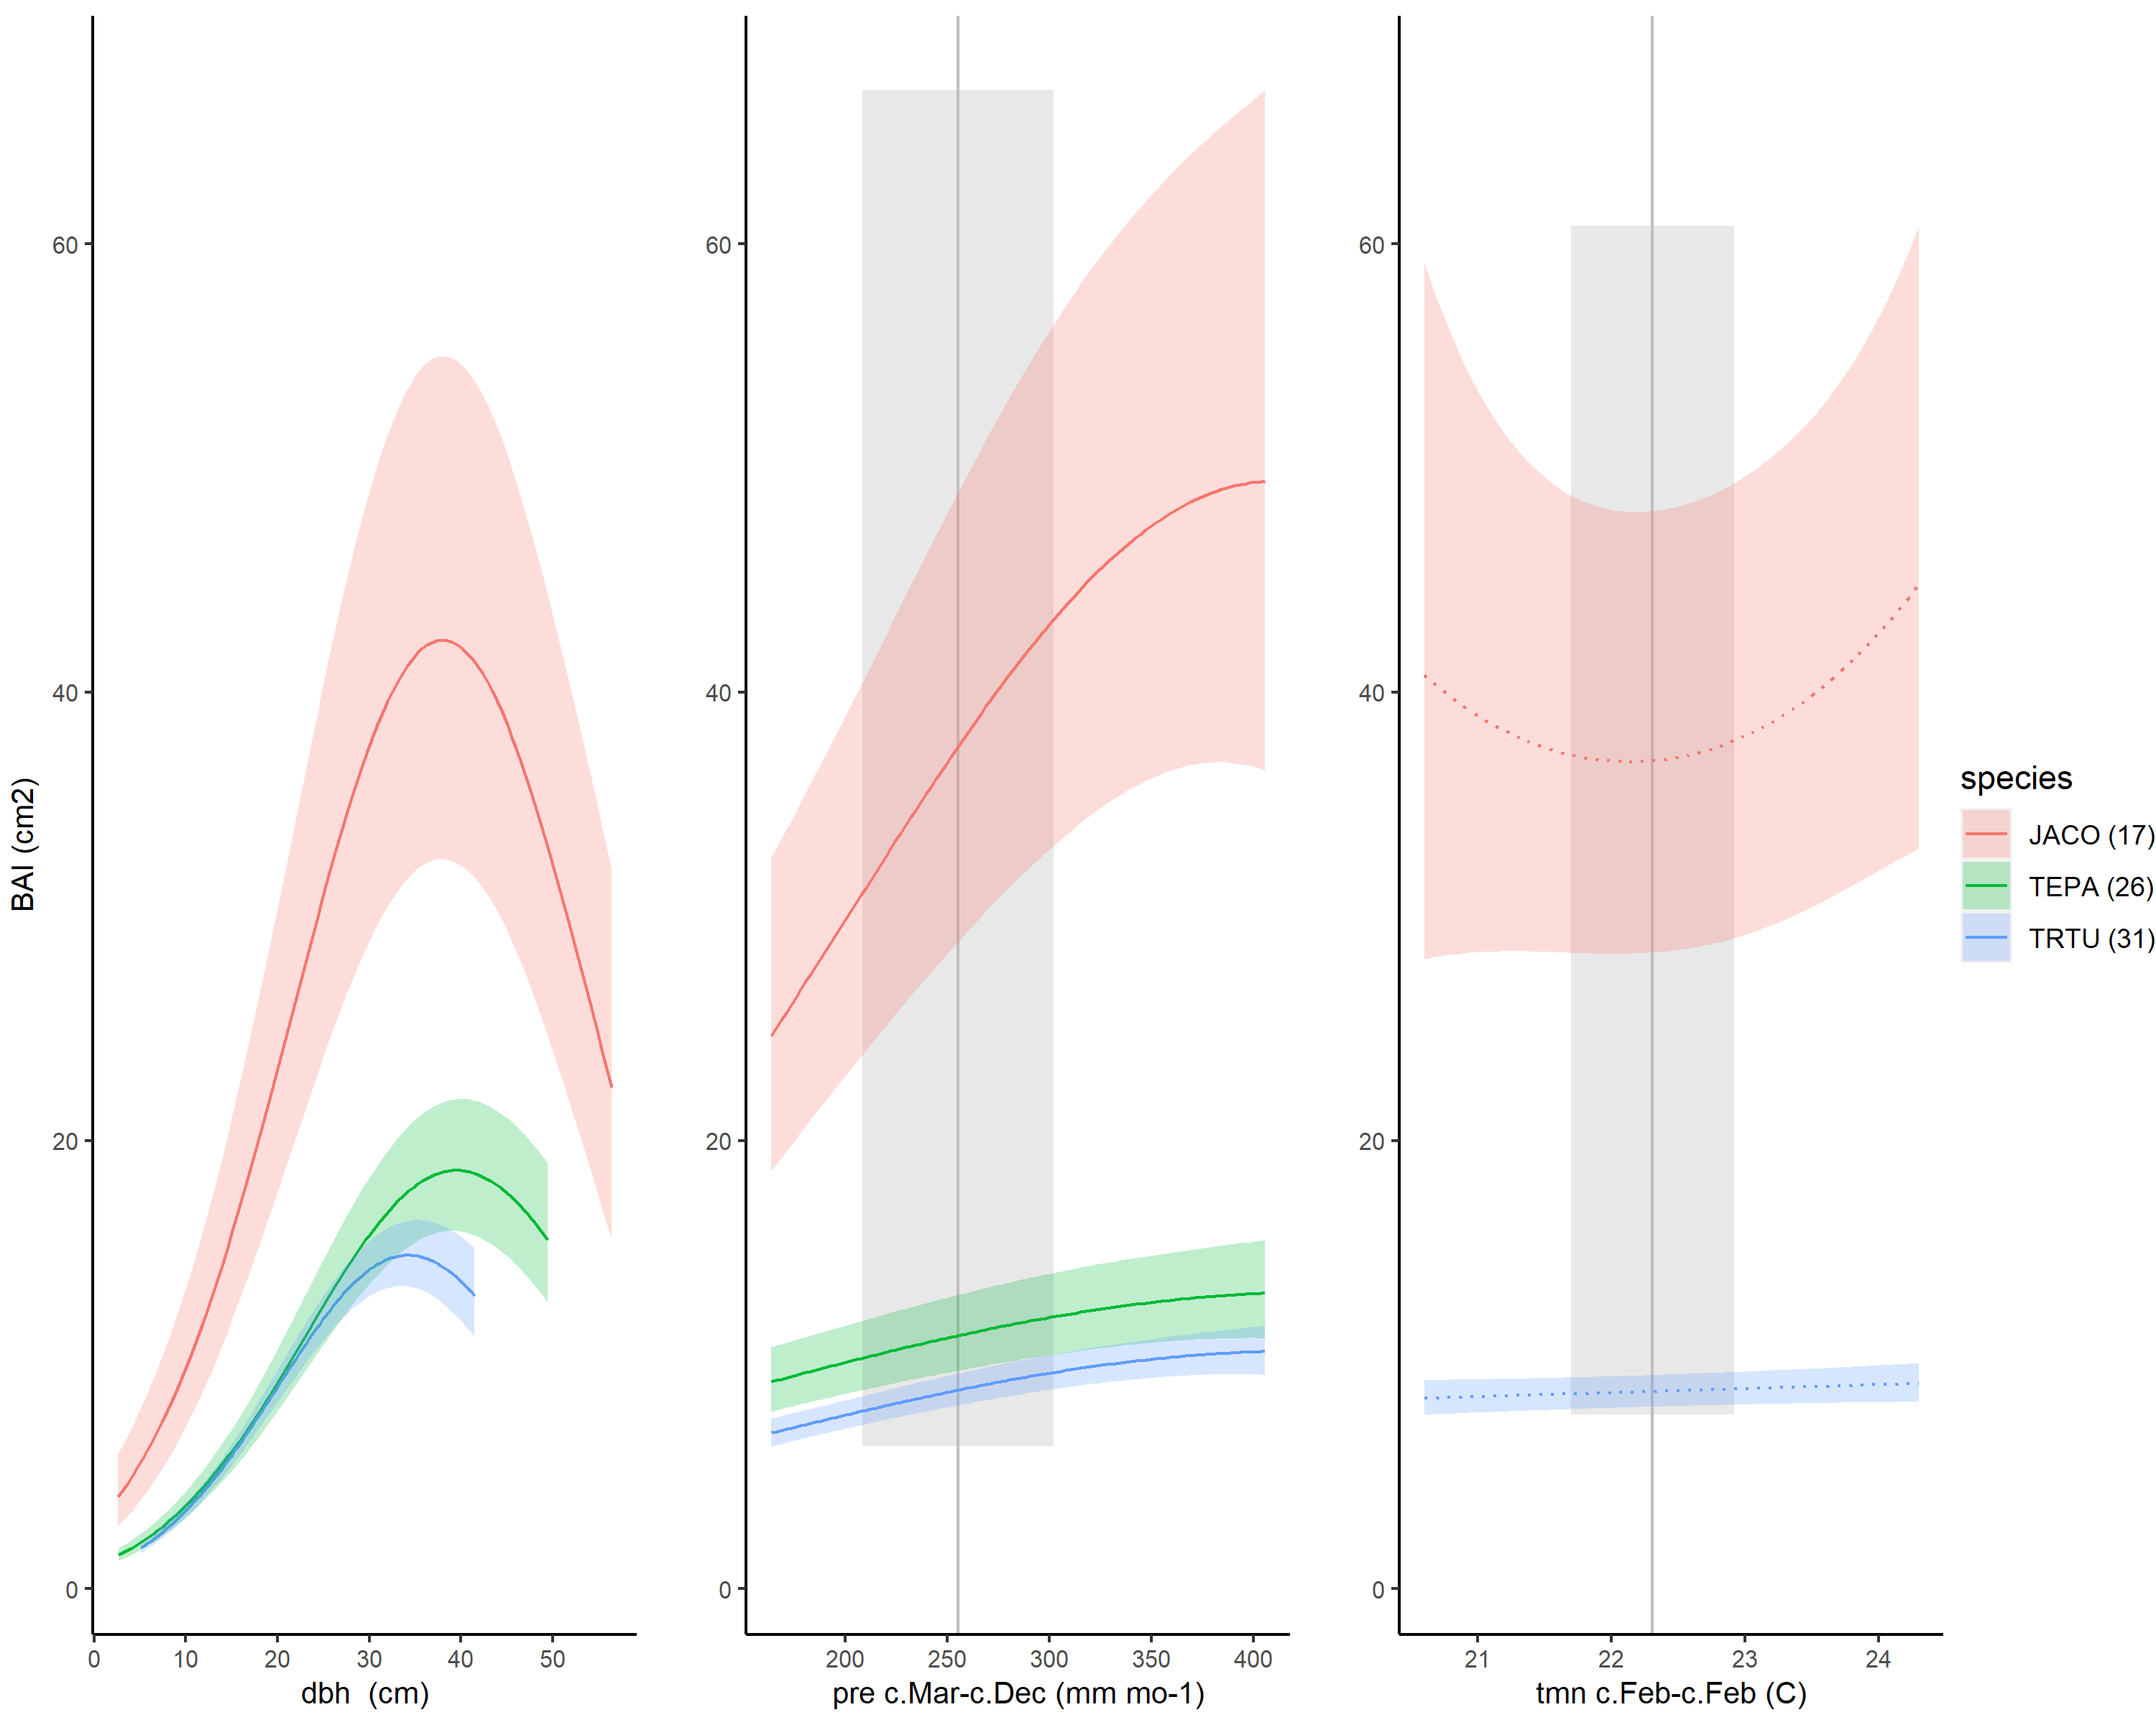 BAI (cm2)
60
40
20
0
0 10 20 30 40 50
dbh  (cm)
60
40
20
0
200 250 300 350 400
pre c.Mar-c.Dec (mm mo-1)
60
40
20
0
21 22 23 24
tmn c.Feb-c.Feb (C)
species
JACO (17)
TEPA (26)
TRTU (31)